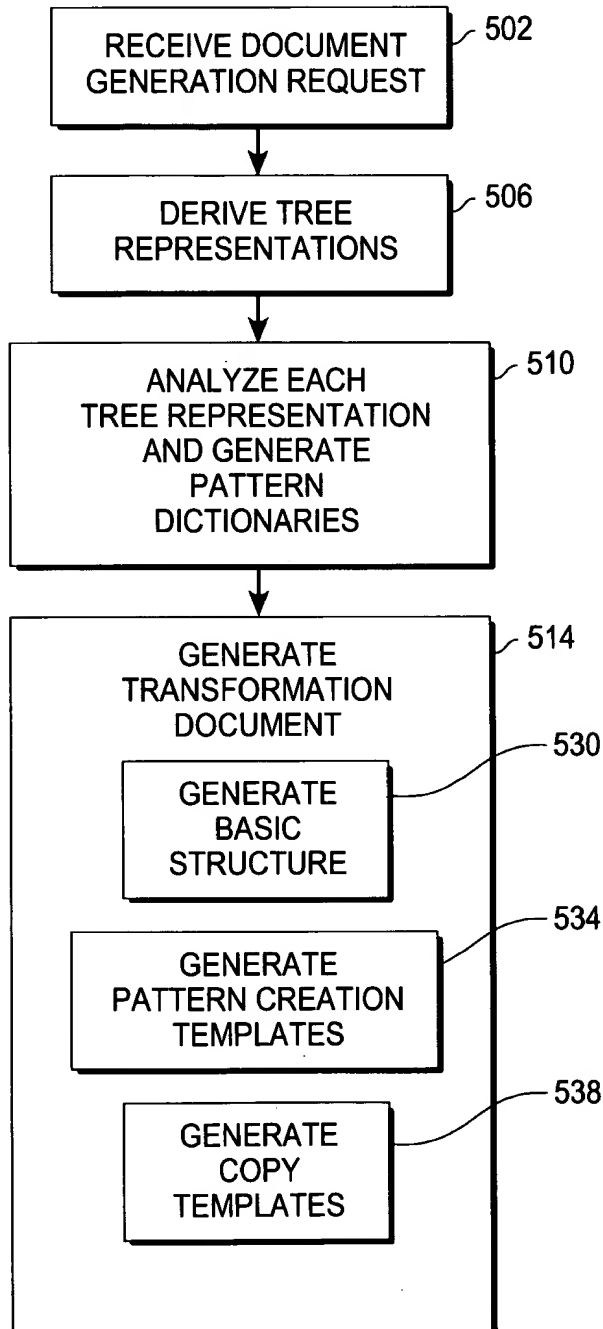 RECEIVE DOCUMENT
GENERATION REQUEST
502
DERIVE TREE
REPRESENTATIONS
506
ANALYZE EACH
TREE REPRESENTATION
AND GENERATE
PATTERN
DICTIONARIES
510
GENERATE
TRANSFORMATION
DOCUMENT
514
GENERATE
BASIC
STRUCTURE
530
GENERATE
PATTERN CREATION
TEMPLATES
534
GENERATE
COPY
TEMPLATES
538